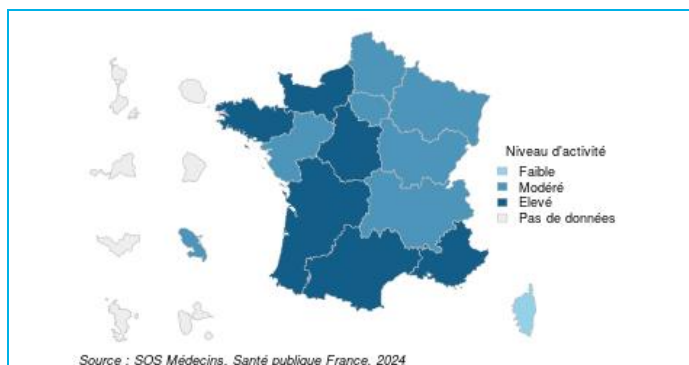 Niveau d'activité
Faible
Modéré
Elevé
Pas de données
Source : SOS Médecins, Santé publique France, 2024